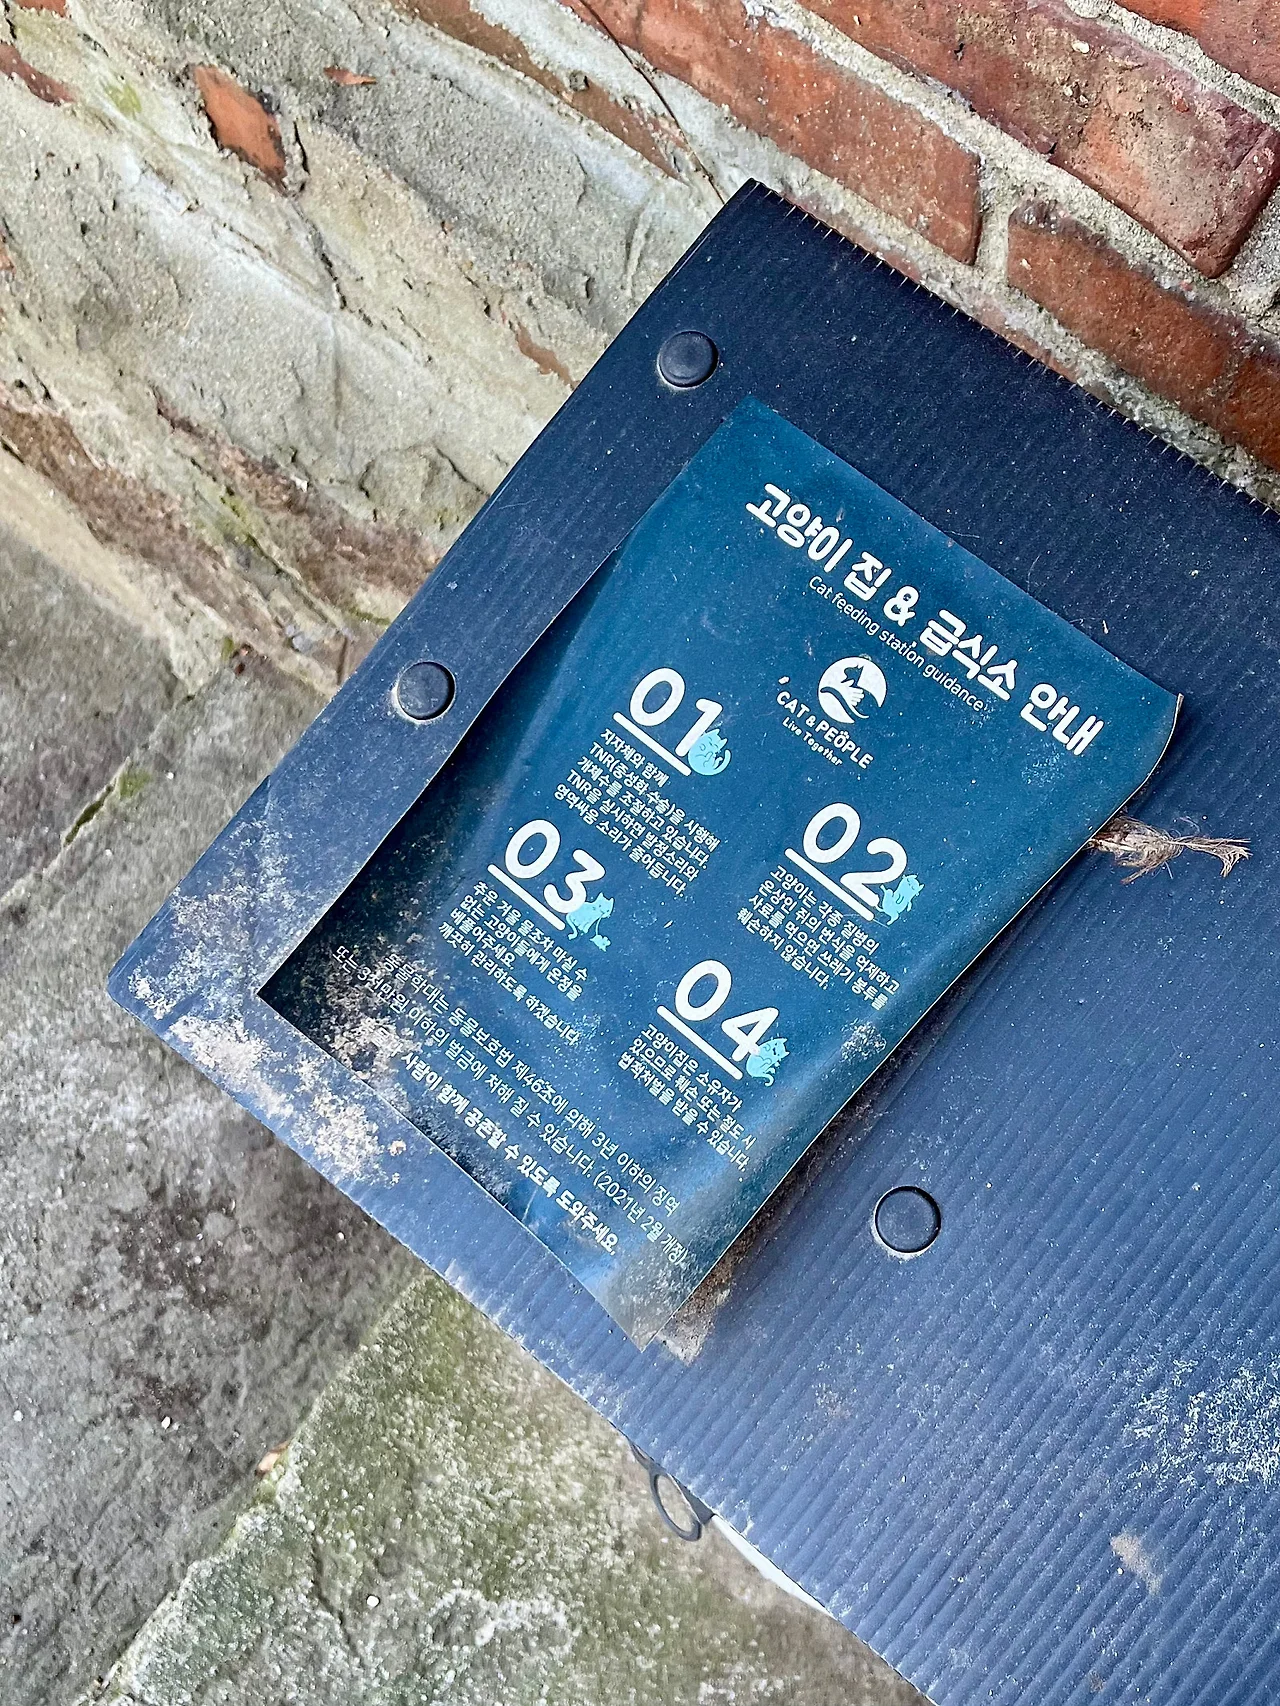 고양이 집 & 급식소 안내
Cat feeding station guidance
CAT & PEOPLE
Live Together
01
지자체와 함께
TNR(중성화 수술)을 시행해
개체수를 조절하고 있습니다.
TNR을 실시하면 발정소리와
영역싸움 소리가 줄어듭니다.
02
고양이는 각종 질병의
온상인 쥐의 번식을 억제하고
사료를 먹으면 쓰레기 봉투를
훼손하지 않습니다.
03
추운 겨울 물조차 마실 수
없는 고양이들에게 온정을
베풀어주세요.
깨끗히 관리하도록 하겠습니다.
04
고양이집은 소유자가
있으므로 훼손 또는 절도 시
법적처벌을 받을 수 있습니다.
동물학대는 동물보호법 제46조에 의해 3년 이하의 징역
또는 3천만원 이하의 벌금에 처해 질 수 있습니다. (2021년 2월 개정)
사람이 함께 공존할 수 있도록 도와주세요.